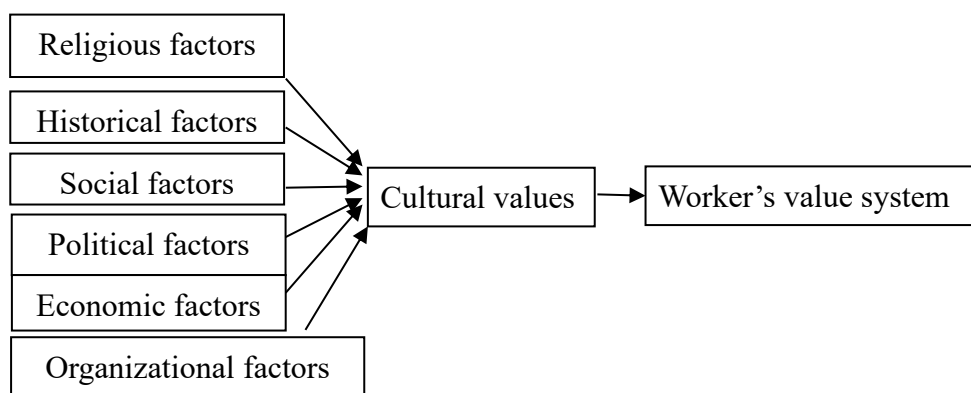 Religious factors
Historical factors
Social factors
Political factors
Economic factors
Organizational factors
Cultural values
Worker’s value system